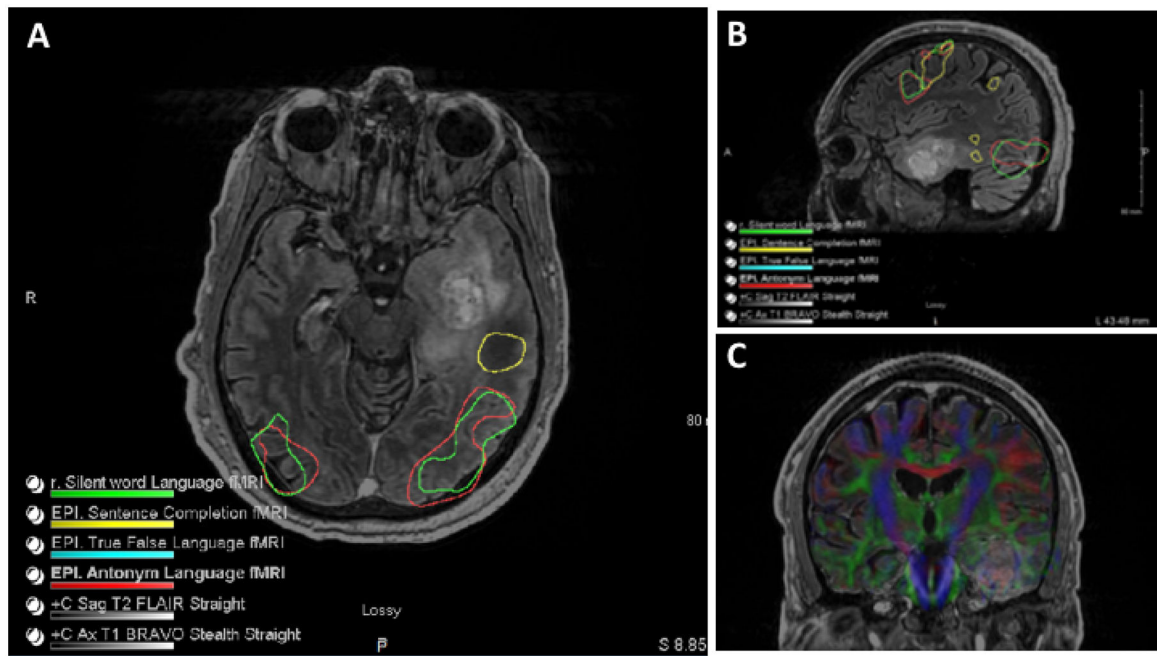 A
R
80
r. Silent word Language fMRI
EPI. Sentence Completion fMRI
EPI. True False Language fMRI
EPI. Antonym Language fMRI
+C Sag T2 FLAIR Straight
+C Ax T1 BRAVO Stealth Straight
Lossy
P
S 8.85
B
A
P
r. Silent word Language fMRI
EPI. Sentence Completion fMRI
EPI. True False Language fMRI
EPI. Antonym Language fMRI
+C Sag T2 FLAIR Straight
+C Ax T1 BRAVO Stealth Straight
Lossy
L 43.48 mm
C